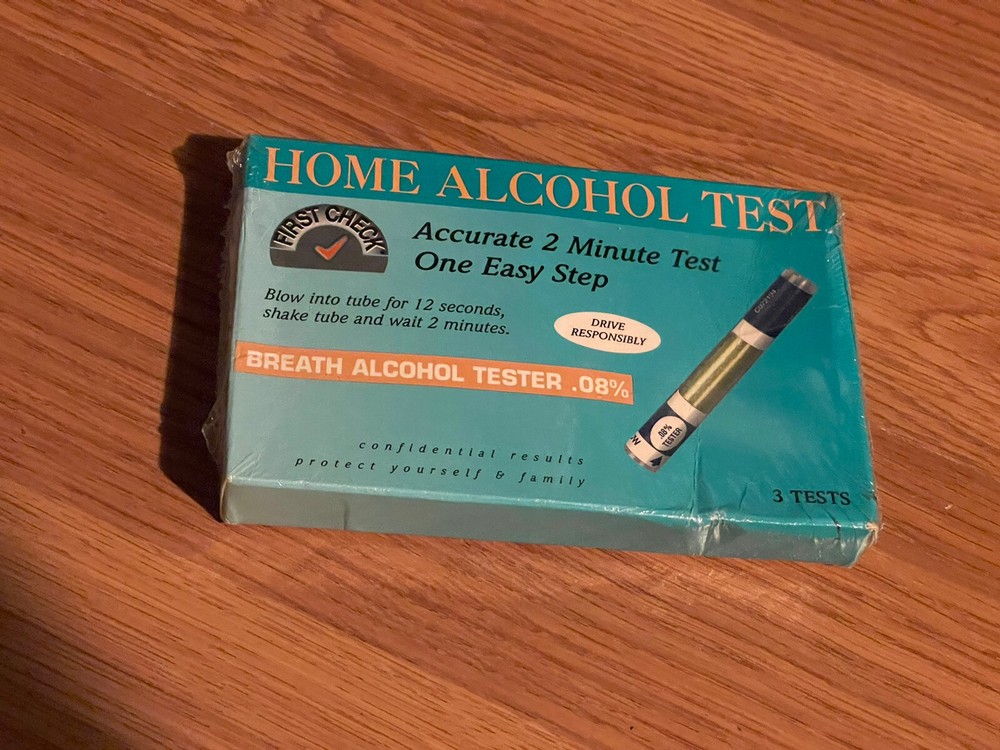 HOME ALCOHOL TEST
FIRST CHECK
Accurate 2 Minute Test
One Easy Step
Blow into tube for 12 seconds,
shake tube and wait 2 minutes.
DRIVE
RESPONSIBLY
BREATH ALCOHOL TESTER .08%
.08%
TESTER
confidential results
protect yourself & family
3 TESTS